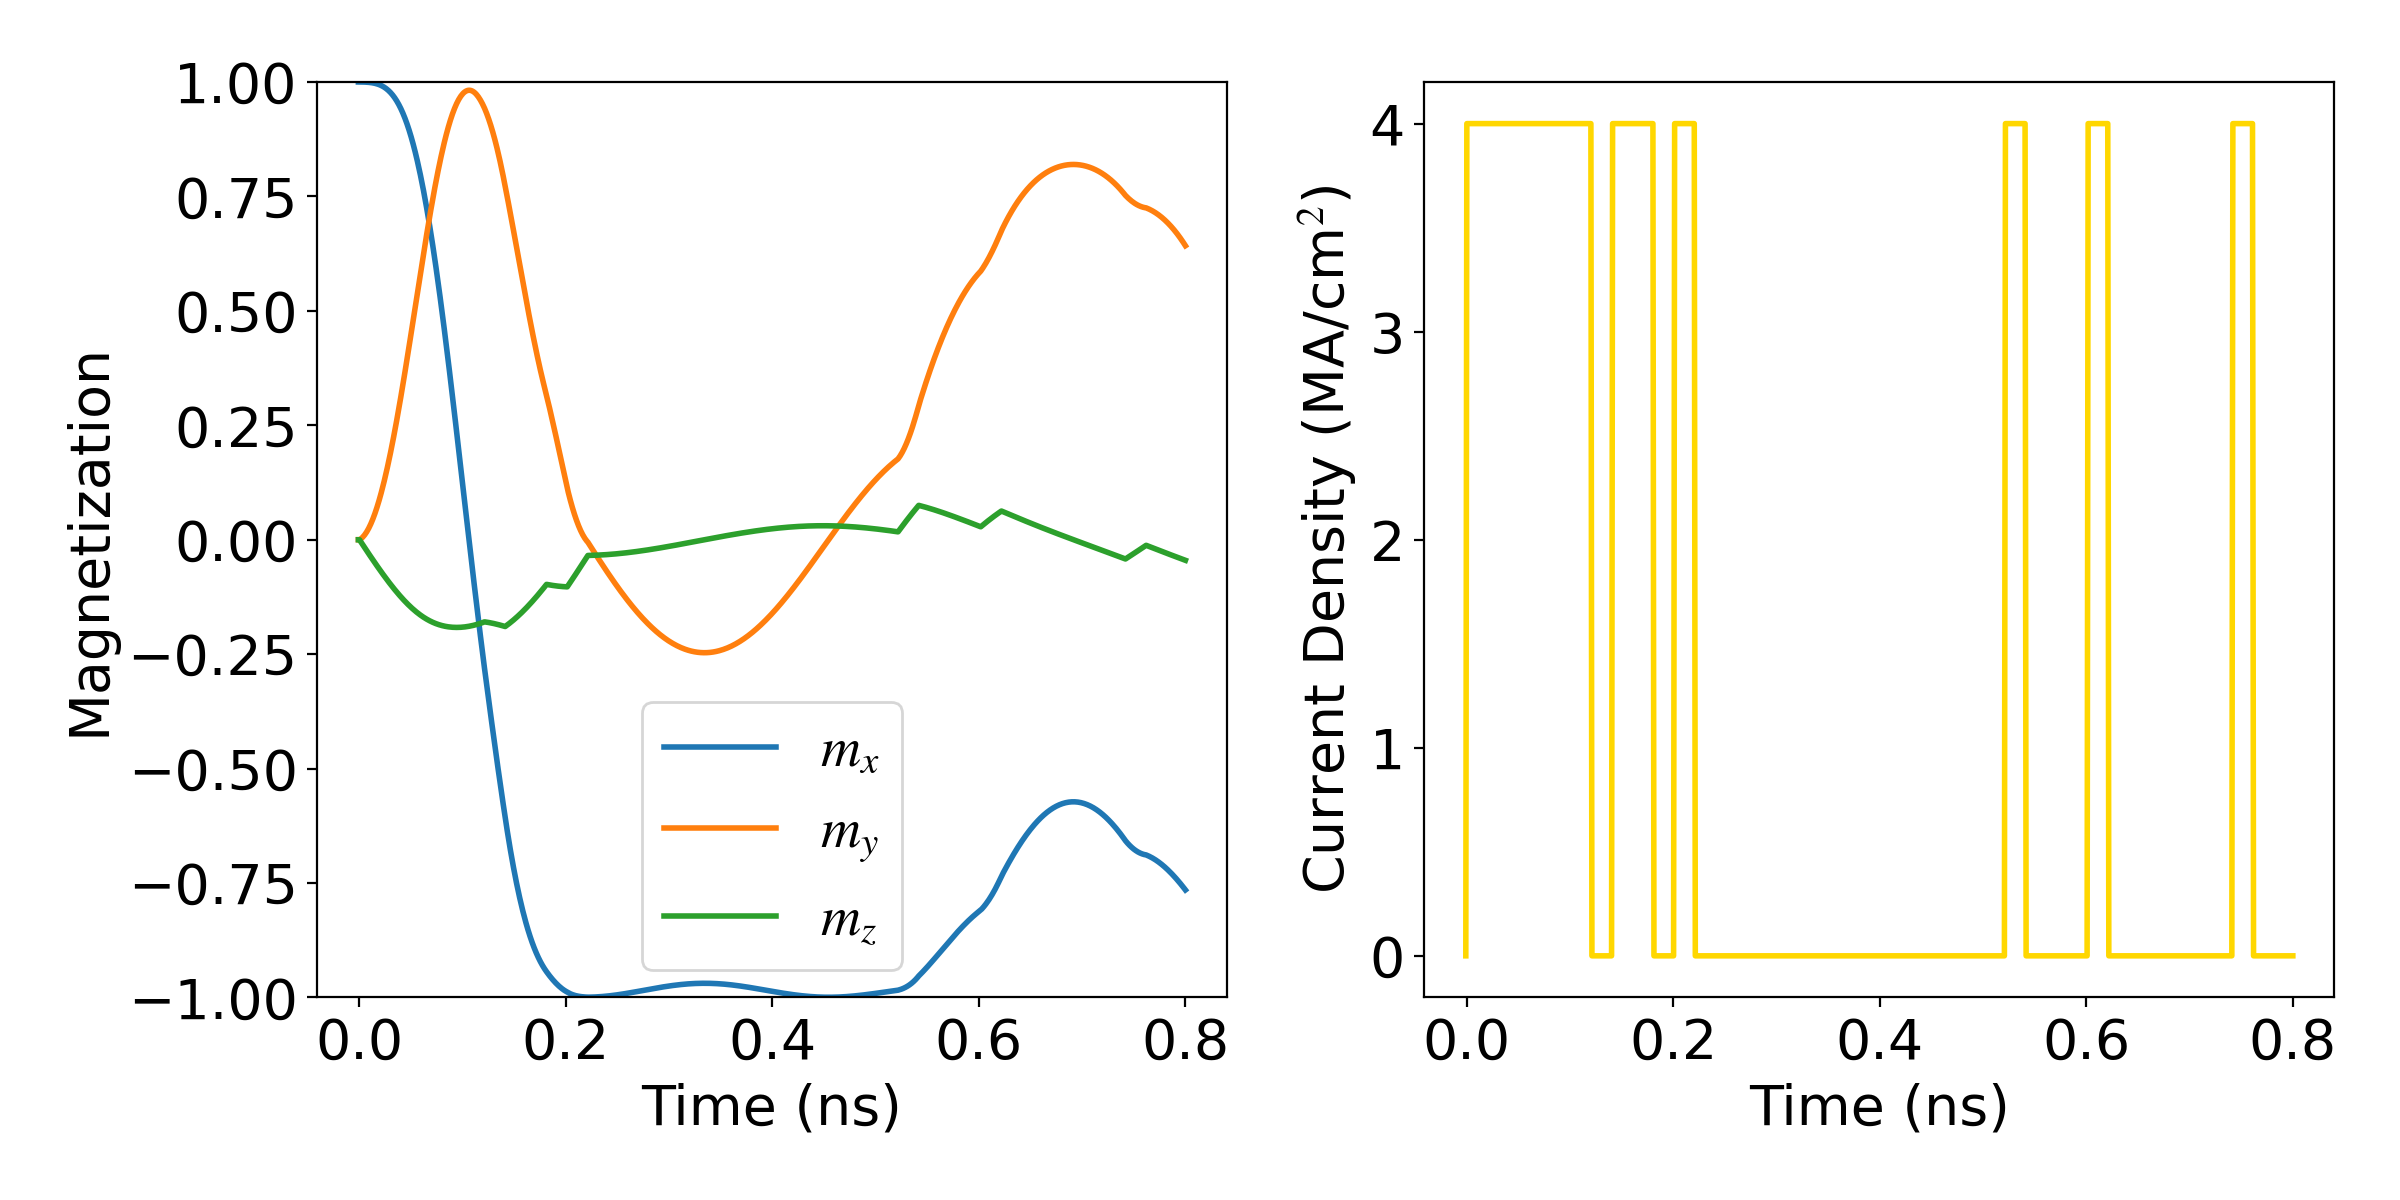 Magnetization
1.00
0.75
0.50
0.25
0.00
−0.25
−0.50
−0.75
−1.00
0.0 0.2 0.4 0.6 0.8
Time (ns)
m_x
m_y
m_z
Current Density (MA/cm²)
4
3
2
1
0
0.0 0.2 0.4 0.6 0.8
Time (ns)